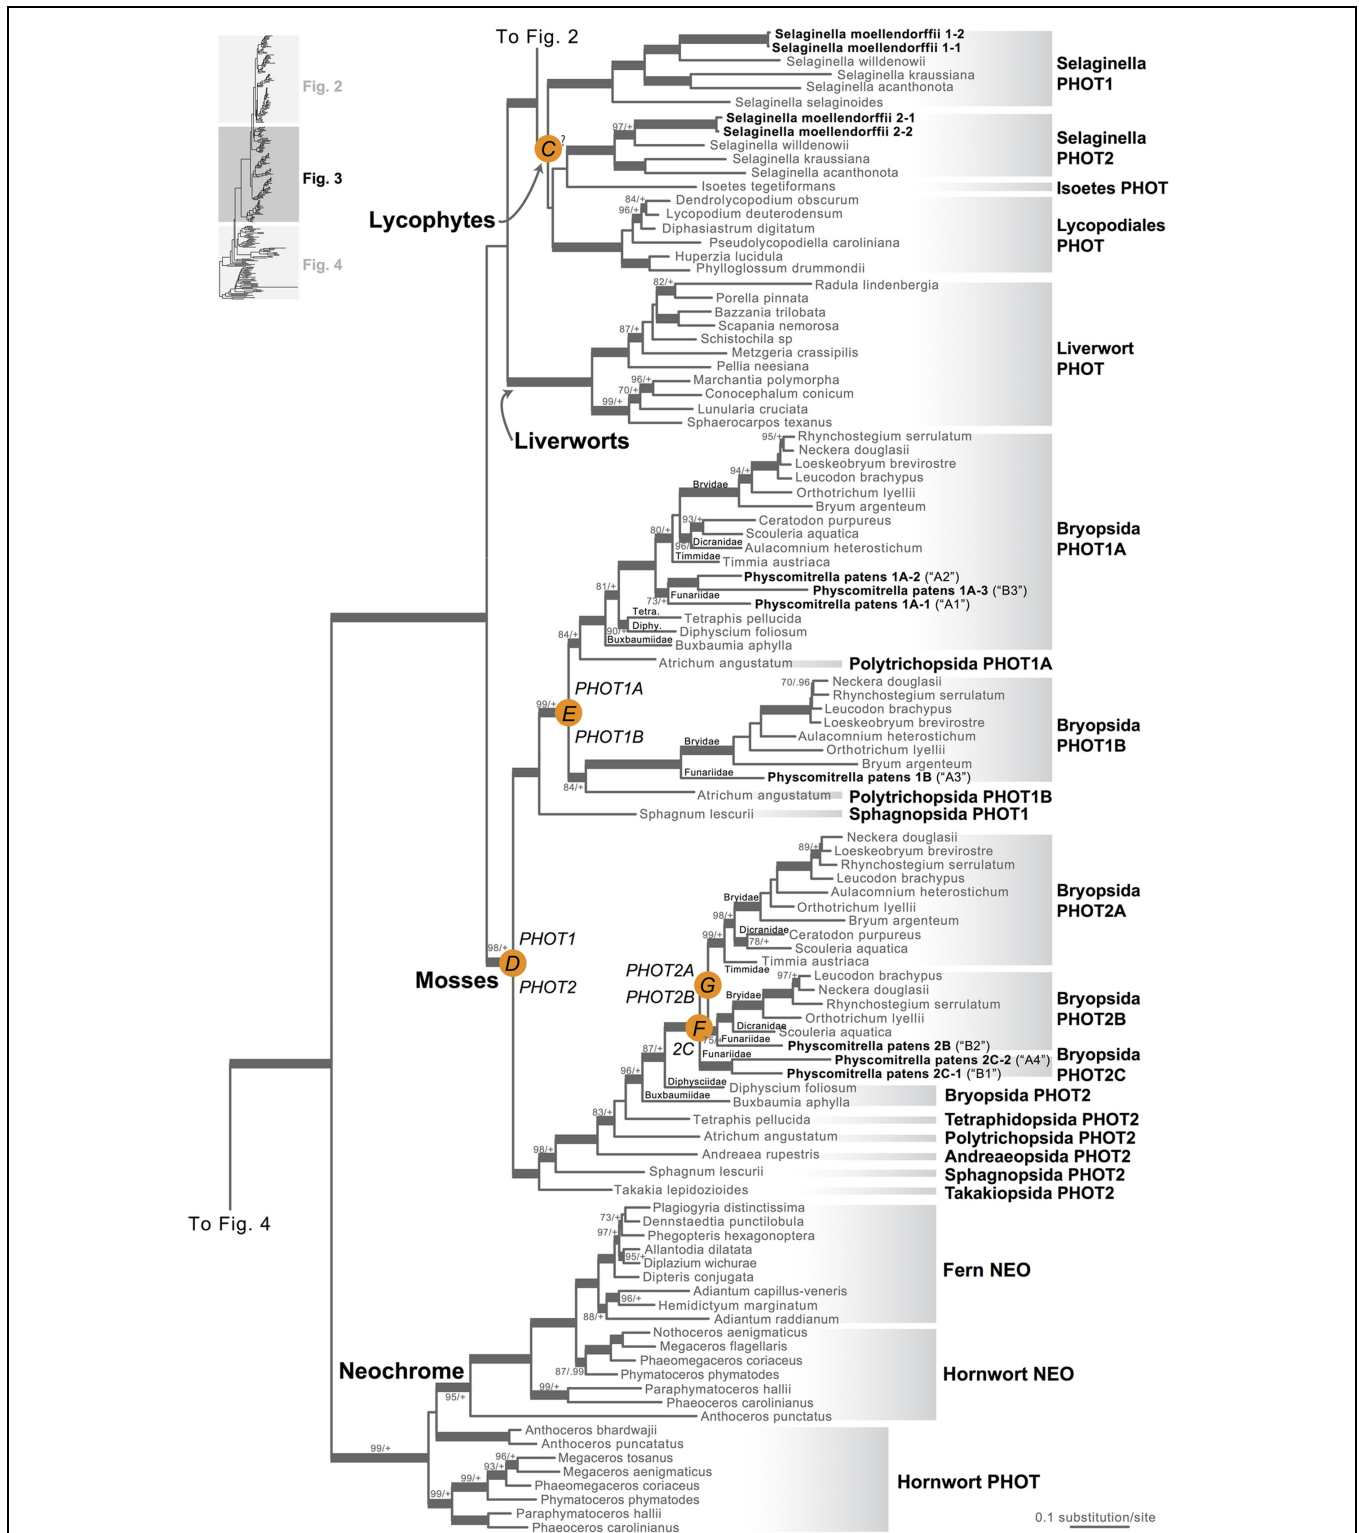 To Fig. 2
Fig. 2
Fig. 3
Fig. 4
Selaginella moellendorffii 1-2
Selaginella moellendorffii 1-1
Selaginella willdenowii
Selaginella kraussiana
Selaginella acanthonota
Selaginella selaginoides
Selaginella
PHOT1
97/+
Selaginella moellendorffii 2-1
Selaginella moellendorffii 2-2
Selaginella willdenowii
Selaginella kraussiana
Selaginella acanthonota
Selaginella
PHOT2
C
?
Isoetes tegetiformans
Isoetes PHOT
Lycophytes
84/+
96/+
Dendrolycopodium obscurum
Lycopodium deuterodensum
Diphasiastrum digitatum
Pseudolycopodiella caroliniana
Huperzia lucidula
Phylloglossum drummondii
Lycopodiales
PHOT
82/+
Radula lindenbergia
Porella pinnata
Bazzania trilobata
Scapania nemorosa
87/+
Schistochila sp
Metzgeria crassipilis
Pellia neesiana
96/+
70/+
99/+
Marchantia polymorpha
Conocephalum conicum
Lunularia cruciata
Sphaerocarpos texanus
Liverwort
PHOT
Liverworts
95/+
Rhynchostegium serrulatum
Neckera douglasii
Loeskeobryum brevirostre
94/+
Leucodon brachypus
Bryidae
Orthotrichum lyellii
Bryum argenteum
93/+
Ceratodon purpureus
80/+
Scouleria aquatica
96/
Dicranidae
Aulacomnium heterostichum
Timmidae
Timmia austriaca
Physcomitrella patens 1A-2 (“A2”)
81/+
Funariidae
Physcomitrella patens 1A-3 (“B3”)
73/+
Physcomitrella patens 1A-1 (“A1”)
Tetra.
Tetraphis pellucida
90/+
Diphy.
Diphyscium foliosum
84/+
Buxbaumiidae
Buxbaumia aphylla
Bryopsida
PHOT1A
Atrichum angustatum
Polytrichopsida PHOT1A
PHOT1A
99/+
E
PHOT1B
70/.96
Neckera douglasii
Rhynchostegium serrulatum
Leucodon brachypus
Loeskeobryum brevirostre
Aulacomnium heterostichum
Bryidae
Orthotrichum lyellii
Bryum argenteum
Funariidae
Physcomitrella patens 1B (“A3”)
84/+
Bryopsida
PHOT1B
Atrichum angustatum
Polytrichopsida PHOT1B
Sphagnum lescurii
Sphagnopsida PHOT1
89/+
Neckera douglasii
Loeskeobryum brevirostre
Rhynchostegium serrulatum
Leucodon brachypus
Aulacomnium heterostichum
Bryidae
Orthotrichum lyellii
98/+
Bryum argenteum
99/+
Dicranidae
Ceratodon purpureus
78/+
Scouleria aquatica
Timmidae
Timmia austriaca
Bryopsida
PHOT2A
98/+
PHOT1
D
PHOT2
Mosses
PHOT2A
G
PHOT2B
F
2C
97/+
Leucodon brachypus
Neckera douglasii
Bryidae
Rhynchostegium serrulatum
Orthotrichum lyellii
Dicranidae
Scouleria aquatica
75/+
Funariidae
Physcomitrella patens 2B (“B2”)
Bryopsida
PHOT2B
Funariidae
Physcomitrella patens 2C-2 (“A4”)
Physcomitrella patens 2C-1 (“B1”)
Bryopsida
PHOT2C
87/+
96/+
Diphysciidae
Diphyscium foliosum
Buxbaumiidae
Buxbaumia aphylla
Bryopsida PHOT2
83/+
Tetraphis pellucida
Tetraphidopsida PHOT2
Atrichum angustatum
Polytrichopsida PHOT2
98/+
Andreaea rupestris
Andreaeopsida PHOT2
Sphagnum lescurii
Sphagnopsida PHOT2
Takakia lepidozioides
Takakiopsida PHOT2
To Fig. 4
73/+
97/+
Plagiogyria distinctissima
Dennstaedtia punctilobula
Phegopteris hexagonoptera
Allantodia dilatata
95/+
Diplazium wichurae
Dipteris conjugata
Adiantum capillus-veneris
96/+
Hemidictyum marginatum
88/+
Adiantum raddianum
Fern NEO
Nothoceros aenigmaticus
Megaceros flagellaris
Phaeomegaceros coriaceus
87/.99
Phymatoceros phymatodes
99/+
Paraphymatoceros hallii
Phaeoceros carolinianus
Anthoceros punctatus
Hornwort NEO
Neochrome
95/+
99/+
Anthoceros bhardwajii
Anthoceros puncatatus
96/+
Megaceros tosanus
93/+
Megaceros aenigmaticus
99/+
Phaeomegaceros coriaceus
99/+
Phymatoceros phymatodes
Paraphymatoceros hallii
Phaeoceros carolinianus
Hornwort PHOT
0.1 substitution/site